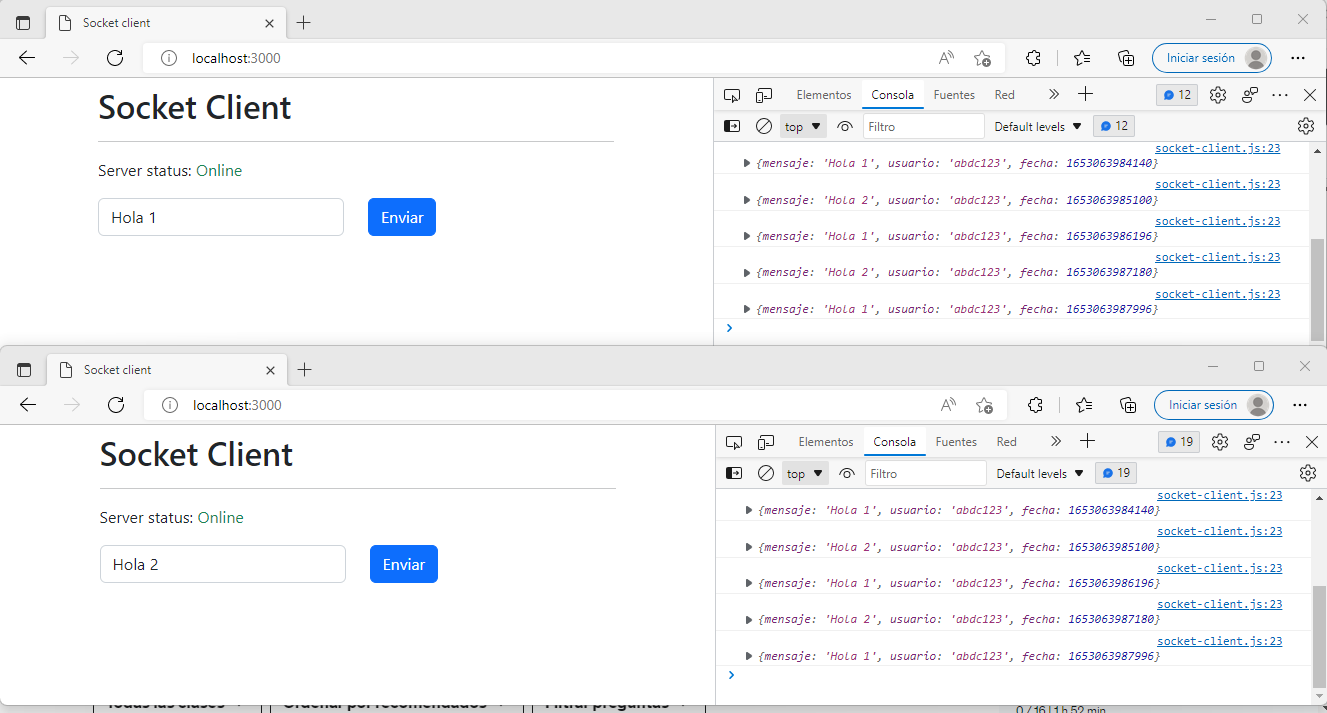 Socket client
localhost:3000
Iniciar sesión
Socket Client
Server status: Online
Hola 1
Enviar
Elementos
Consola
Fuentes
Red
12
top
Filtro
Default levels
12
socket-client.js:23
{mensaje: 'Hola 1', usuario: 'abdc123', fecha: 1653063984140}
socket-client.js:23
{mensaje: 'Hola 2', usuario: 'abdc123', fecha: 1653063985100}
socket-client.js:23
{mensaje: 'Hola 1', usuario: 'abdc123', fecha: 1653063986196}
socket-client.js:23
{mensaje: 'Hola 2', usuario: 'abdc123', fecha: 1653063987180}
socket-client.js:23
{mensaje: 'Hola 1', usuario: 'abdc123', fecha: 1653063987996}
Socket client
localhost:3000
Iniciar sesión
Socket Client
Server status: Online
Hola 2
Enviar
Elementos
Consola
Fuentes
Red
19
top
Filtro
Default levels
19
socket-client.js:23
{mensaje: 'Hola 1', usuario: 'abdc123', fecha: 1653063984140}
socket-client.js:23
{mensaje: 'Hola 2', usuario: 'abdc123', fecha: 1653063985100}
socket-client.js:23
{mensaje: 'Hola 1', usuario: 'abdc123', fecha: 1653063986196}
socket-client.js:23
{mensaje: 'Hola 2', usuario: 'abdc123', fecha: 1653063987180}
socket-client.js:23
{mensaje: 'Hola 1', usuario: 'abdc123', fecha: 1653063987996}
Todas las clases
Ordenar por recomendados
Filtrar preguntas
0 / 16 | 1 h 52 min